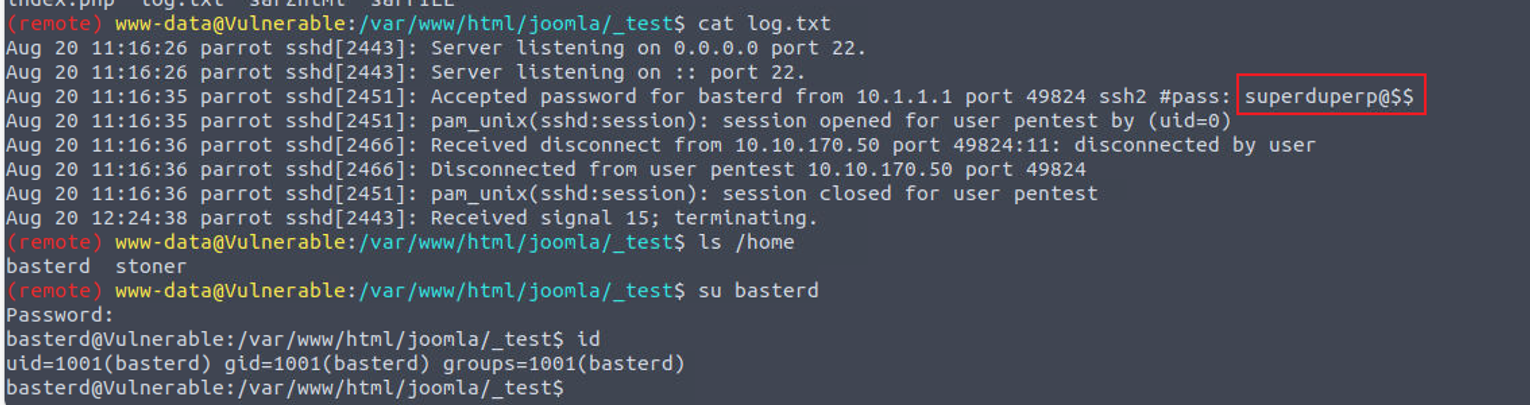 index.php  log.txt  sar2html  sarFILE
(remote) www-data@Vulnerable:/var/www/html/joomla/_test$ cat log.txt
Aug 20 11:16:26 parrot sshd[2443]: Server listening on 0.0.0.0 port 22.
Aug 20 11:16:26 parrot sshd[2443]: Server listening on :: port 22.
Aug 20 11:16:35 parrot sshd[2451]: Accepted password for basterd from 10.1.1.1 port 49824 ssh2 #pass: superduperp@$$
Aug 20 11:16:35 parrot sshd[2451]: pam_unix(sshd:session): session opened for user pentest by (uid=0)
Aug 20 11:16:36 parrot sshd[2466]: Received disconnect from 10.10.170.50 port 49824:11: disconnected by user
Aug 20 11:16:36 parrot sshd[2466]: Disconnected from user pentest 10.10.170.50 port 49824
Aug 20 11:16:36 parrot sshd[2451]: pam_unix(sshd:session): session closed for user pentest
Aug 20 12:24:38 parrot sshd[2443]: Received signal 15; terminating.
(remote) www-data@Vulnerable:/var/www/html/joomla/_test$ ls /home
basterd  stoner
(remote) www-data@Vulnerable:/var/www/html/joomla/_test$ su basterd
Password:
basterd@Vulnerable:/var/www/html/joomla/_test$ id
uid=1001(basterd) gid=1001(basterd) groups=1001(basterd)
basterd@Vulnerable:/var/www/html/joomla/_test$